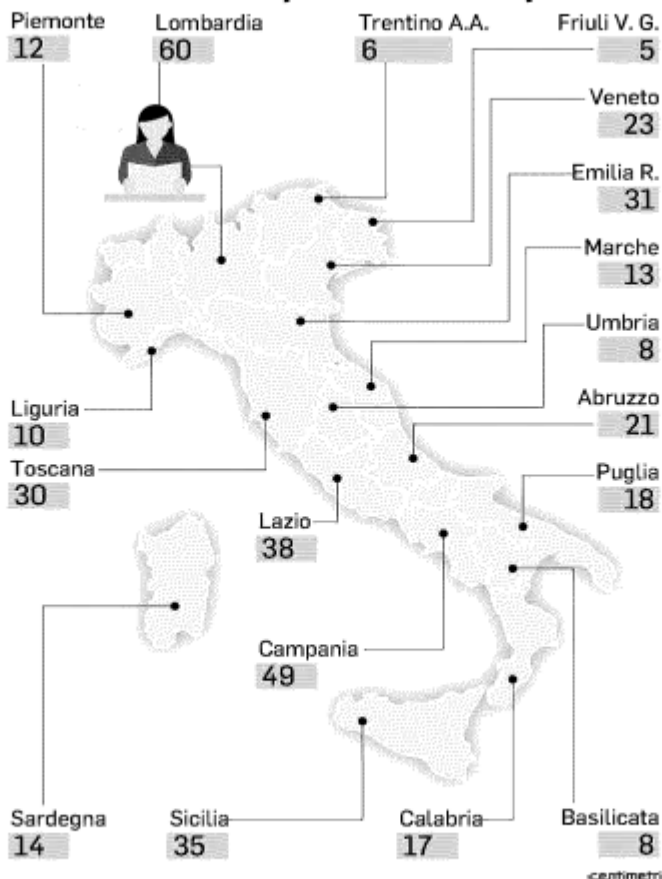 Piemonte
12
Lombardia
60
Trentino A.A.
6
Friuli V. G.
5
Veneto
23
Emilia R.
31
Marche
13
Umbria
8
Abruzzo
21
Puglia
18
Liguria
10
Toscana
30
Lazio
38
Campania
49
Sardegna
14
Sicilia
35
Calabria
17
Basilicata
8
centimetri